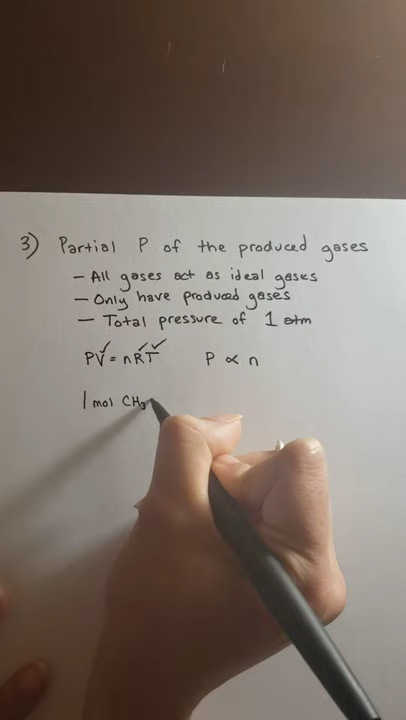 3) Partial P of the produced gases
- All gases act as ideal gases
- Only have produced gases
- Total pressure of 1 atm
PV = nRT P ∝ n
1 mol CH₃